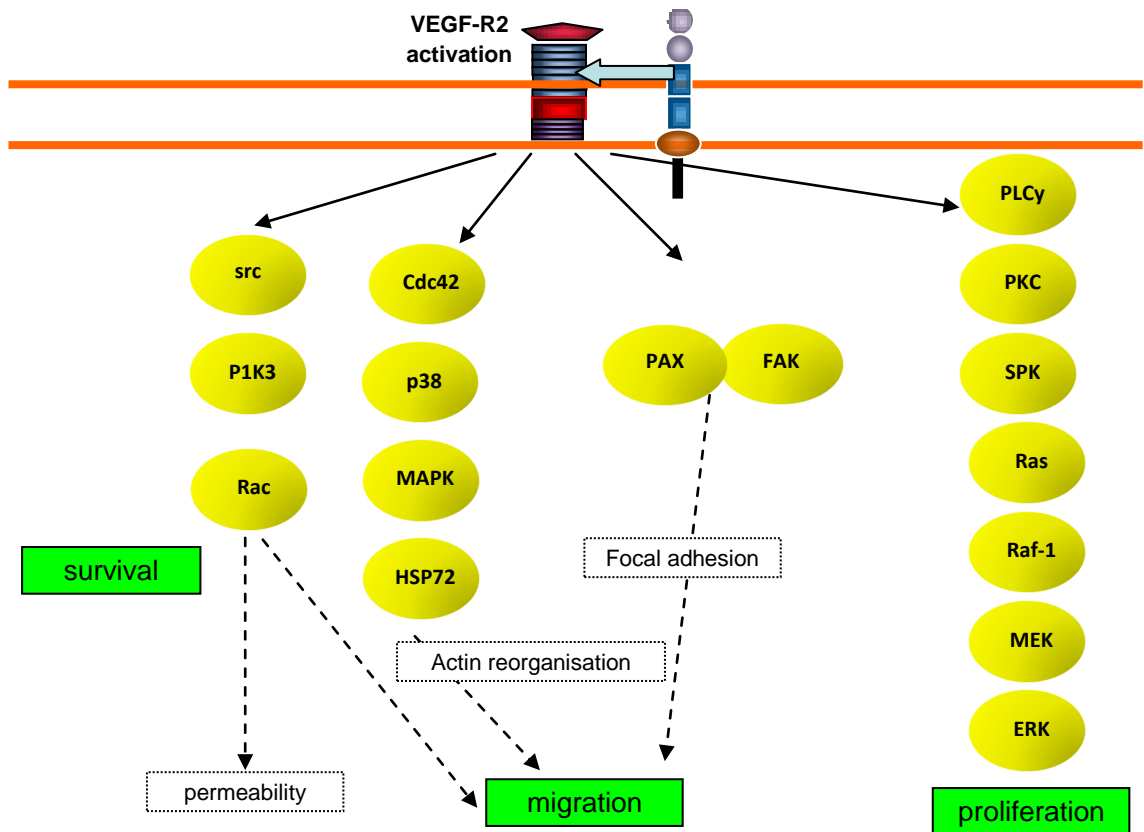 VEGF-R2
activation
src
P1K3
Rac
survival
permeability
Cdc42
p38
MAPK
HSP72
Actin reorganisation
PAX
FAK
Focal adhesion
migration
PLCy
PKC
SPK
Ras
Raf-1
MEK
ERK
proliferation